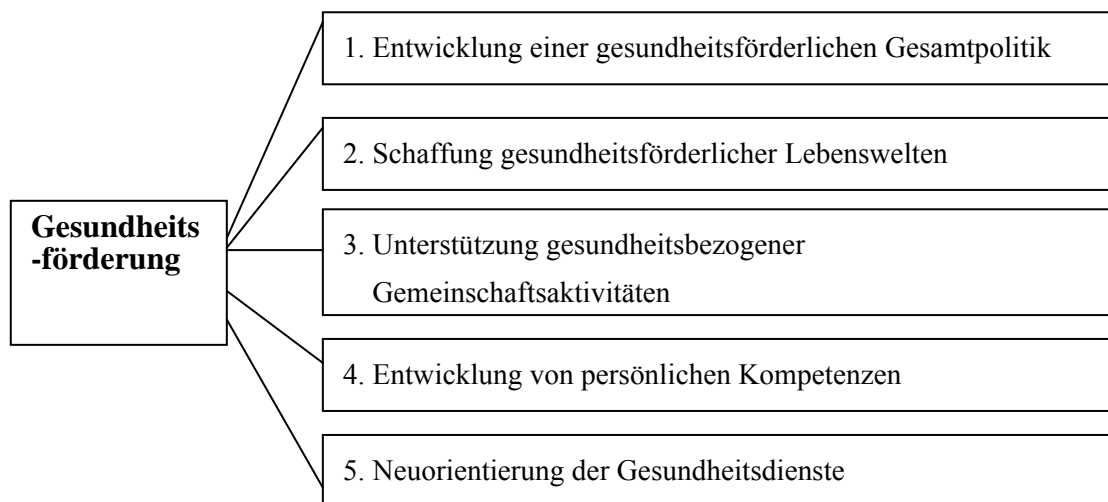 1. Entwicklung einer gesundheitsförderlichen Gesamtpolitik
2. Schaffung gesundheitsförderlicher Lebenswelten
Gesundheits
-förderung
3. Unterstützung gesundheitsbezogener
Gemeinschaftsaktivitäten
4. Entwicklung von persönlichen Kompetenzen
5. Neuorientierung der Gesundheitsdienste